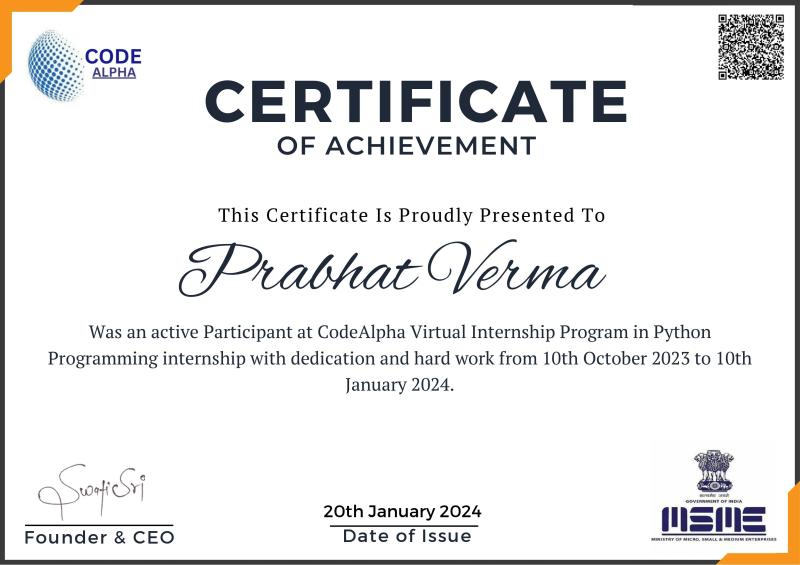 CODE
ALPHA
CERTIFICATE
OF ACHIEVEMENT
This Certificate Is Proudly Presented To
Prabhat Verma
Was an active Participant at CodeAlpha Virtual Internship Program in Python
Programming internship with dedication and hard work from 10th October 2023 to 10th
January 2024.
Swati Sri
Founder & CEO
20th January 2024
Date of Issue
सत्यमेव जयते
GOVERNMENT OF INDIA
MSME
MINISTRY OF MICRO, SMALL & MEDIUM ENTERPRISES